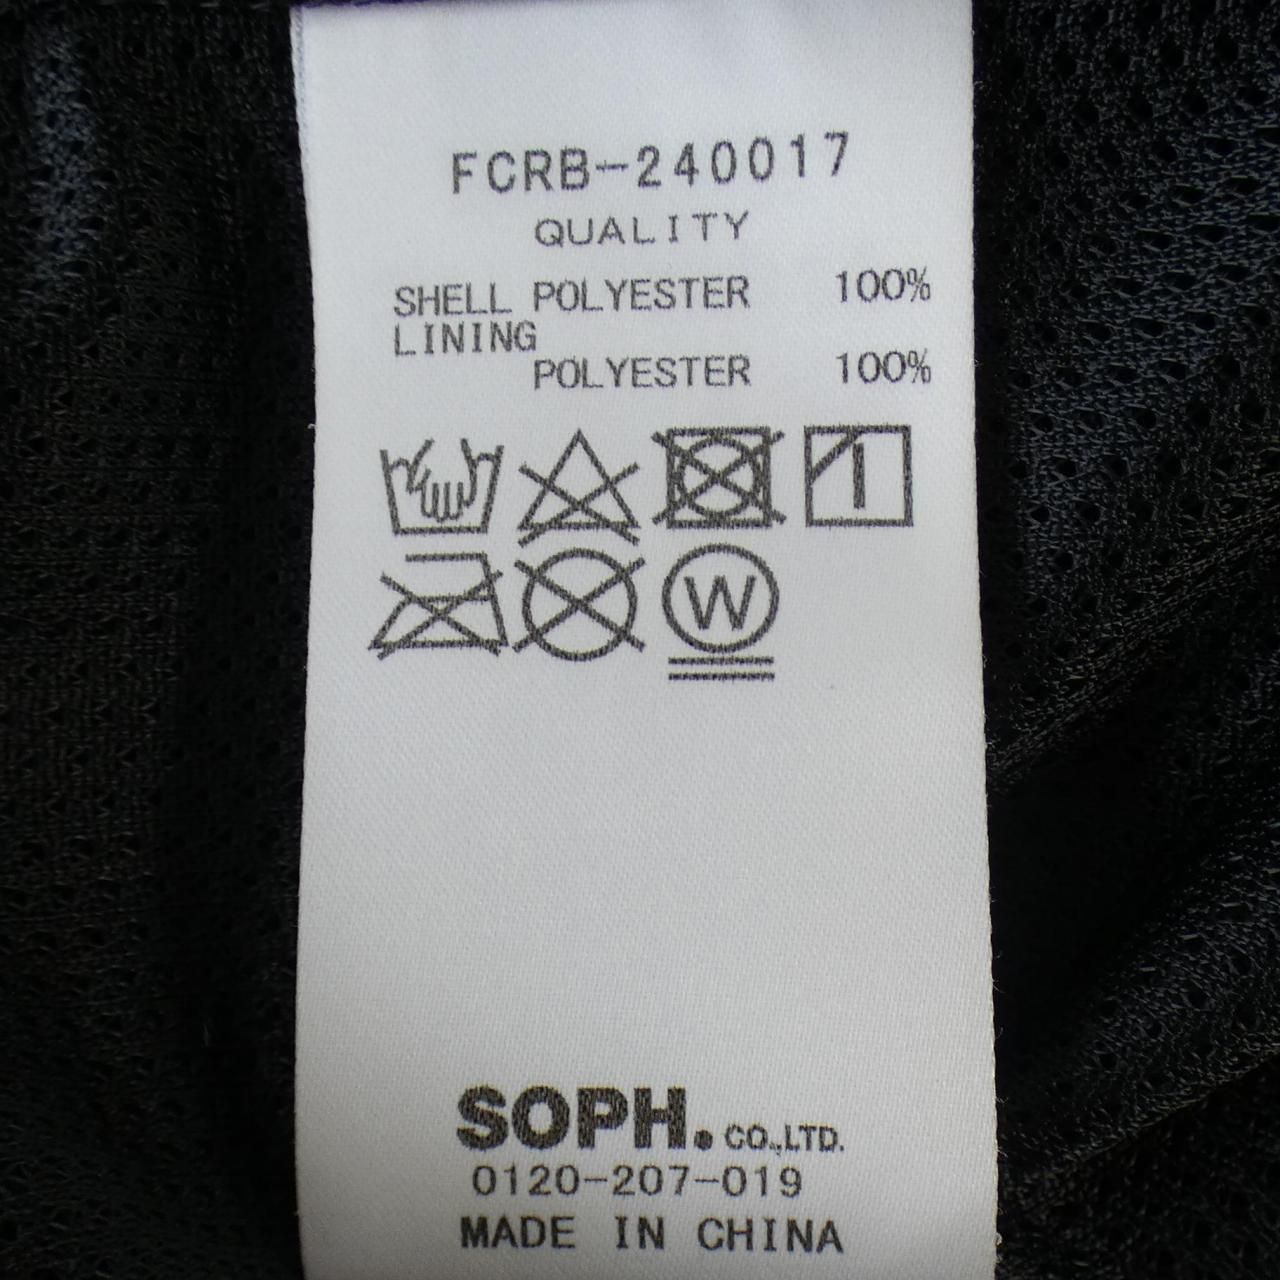 FCRB-240017
QUALITY
SHELL POLYESTER 100%
LINING
POLYESTER 100%
W
SOPH. CO.,LTD.
0120-207-019
MADE IN CHINA